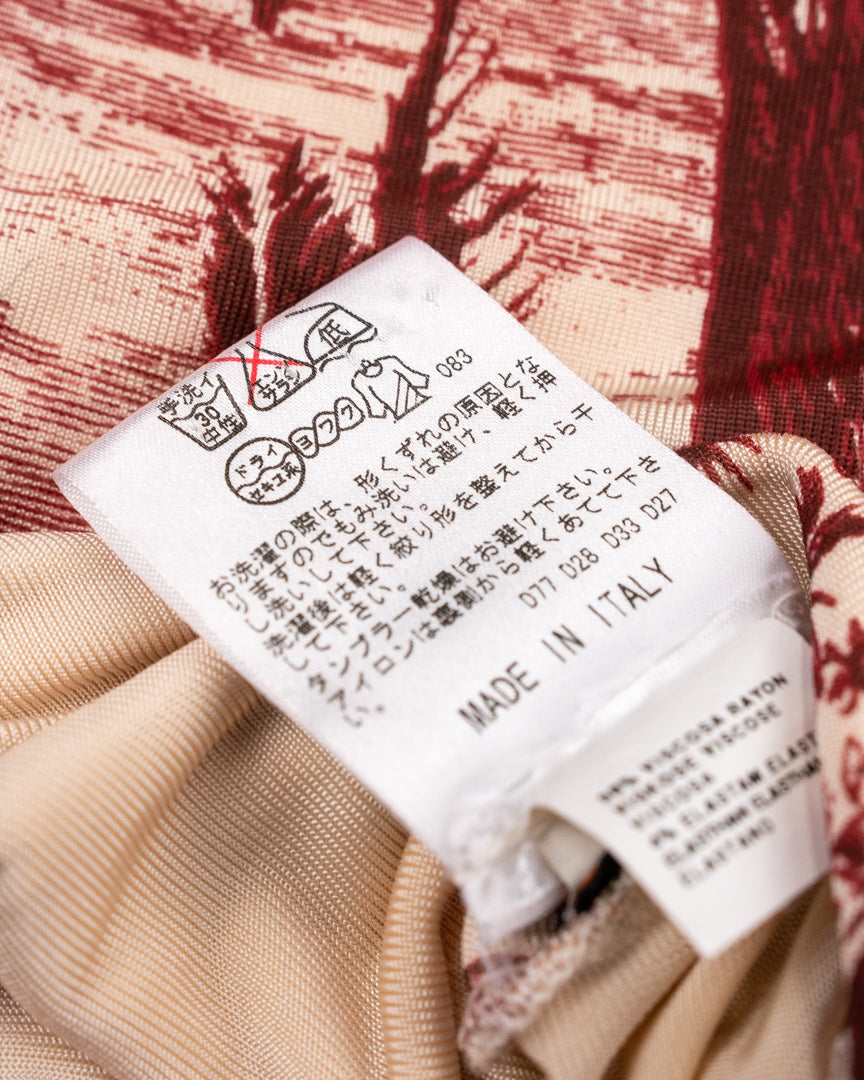 手洗イ
30
中性
エンソ
サラシ
低
ドライ
セキユ系
ヨワク
083
お洗濯の際は、形くずれの原因とな
りますのでもみ洗いは避け、軽く押
し洗いして下さい。
洗濯後は軽く絞り形を整えてから干
して下さい。
タンブラー乾燥はお避け下さい。
アイロンは裏側から軽くあてて下さ
い。
D77 D28 D33 D27
MADE IN ITALY
VISCOSA RAYON
VISKOSE VISCOSE
VISCOSA
ELASTAM ELAST
ELASTHAN ELASTHAN
ELASTANO